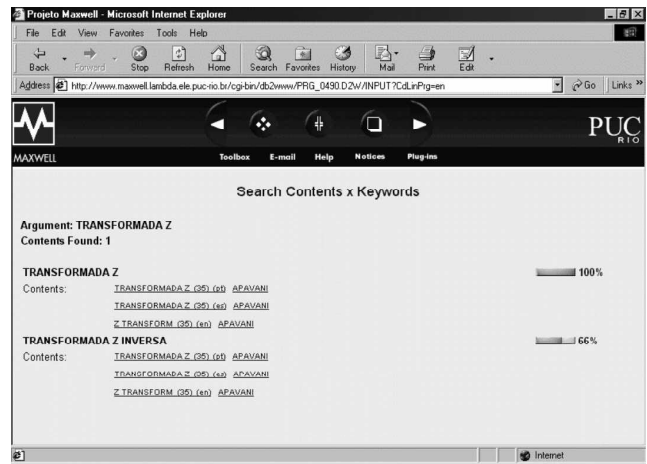 Projeto Maxwell - Microsoft Internet Explorer
File Edit View Favorites Tools Help
Back Forward Stop Refresh Home Search Favorites History Mail Print Edit
Address http://www.maxwell.lambda.ele.puc-rio.br/cgi-bin/db2www/PRG_0490.D2W/INPUT?CdLinPrg=en Go Links »
PUC
RIO
MAXWELL Toolbox E-mail Help Notices Plug-ins
Search Contents x Keywords
Argument: TRANSFORMADA Z
Contents Found: 1
TRANSFORMADA Z 100%
Contents: TRANSFORMADA Z (35) (pt) APAVANI
TRANSFORMADA Z (35) (es) APAVANI
Z TRANSFORM (35) (en) APAVANI
TRANSFORMADA Z INVERSA 66%
Contents: TRANSFORMADA Z (35) (pt) APAVANI
TRANSFORMADA Z (35) (es) APAVANI
Z TRANSFORM (35) (en) APAVANI
Internet